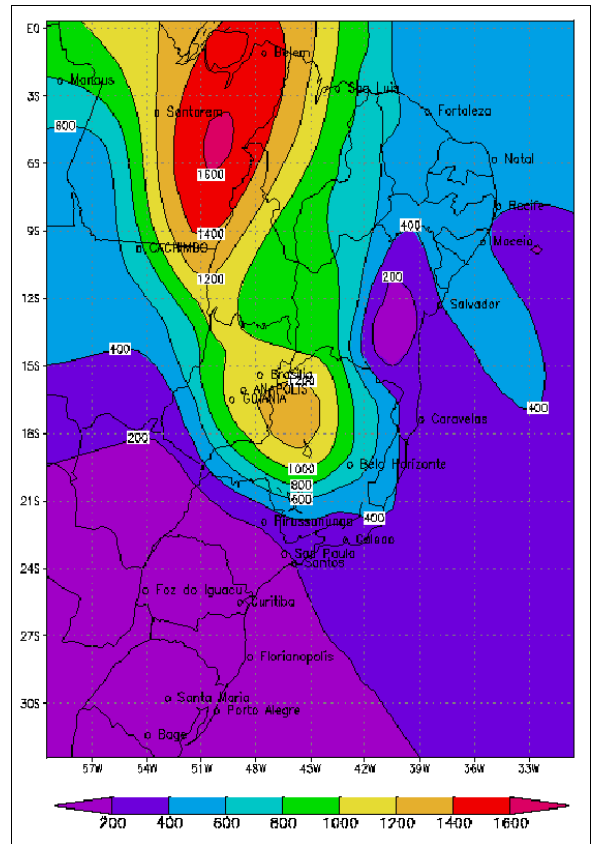 EQ
Belem
Manaus
3S
Sao Luis
Santarem
Fortaleza
800
6S
Natal
1600
Recife
9S
400
1400
Maceio
CACHIMBO
1200
200
12S
Salvador
400
15S
Brasilia
1200
ANAPOLIS
GOIANIA
400
Caravelas
18S
200
Belo Horizonte
1000
800
600
21S
400
Pirassununga
Galeao
Sao Paulo
Santos
24S
Foz do Iguacu
Curitiba
27S
Florianopolis
Santa Maria
30S
Porto Alegre
Bage
57W 54W 51W 48W 45W 42W 39W 36W 33W
200 400 600 800 1000 1200 1400 1600